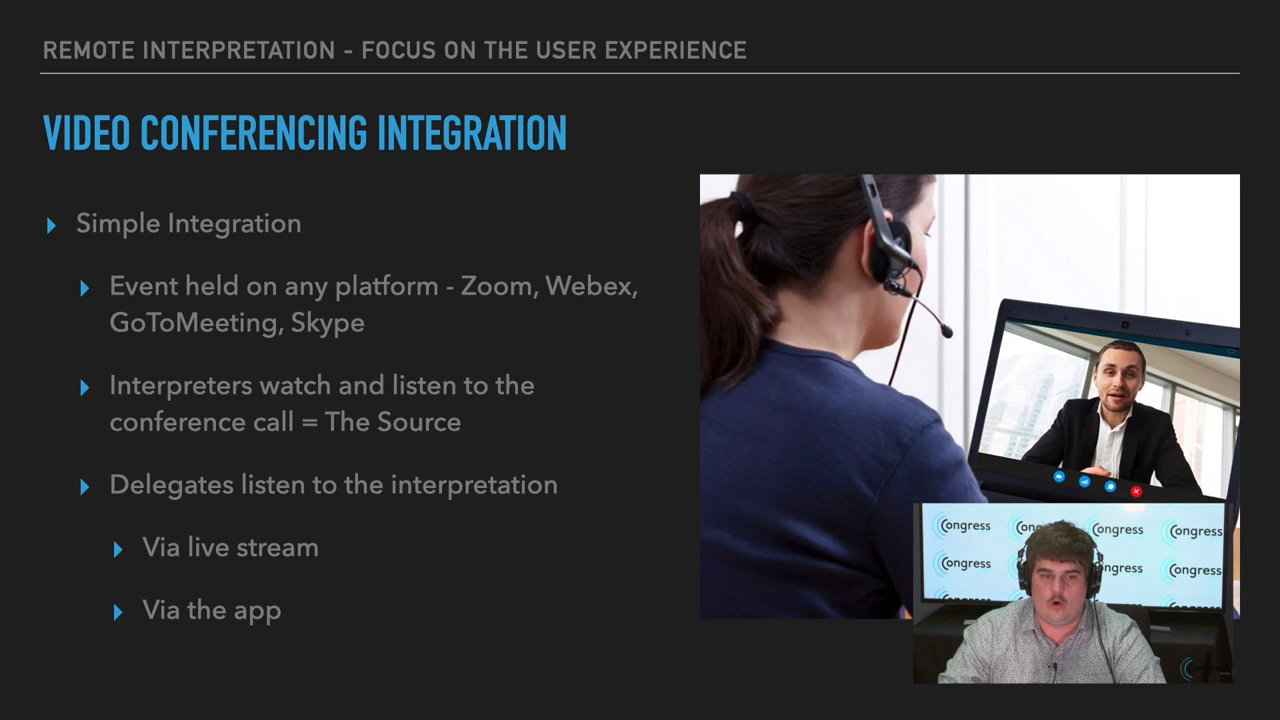 REMOTE INTERPRETATION - FOCUS ON THE USER EXPERIENCE
VIDEO CONFERENCING INTEGRATION
Simple Integration
Event held on any platform - Zoom, Webex,
GoToMeeting, Skype
Interpreters watch and listen to the
conference call = The Source
Delegates listen to the interpretation
Via live stream
Via the app
Congress Congress Congress
Congress Congress